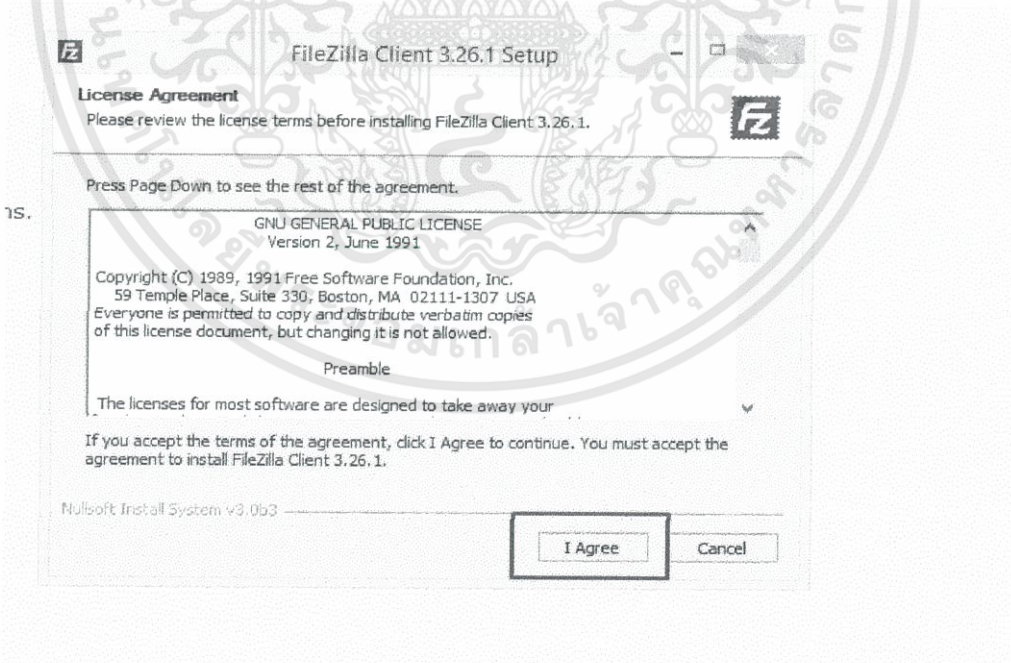 FileZilla Client 3.26.1 Setup
License Agreement
Please review the license terms before installing FileZilla Client 3.26.1.
Press Page Down to see the rest of the agreement.
ns.
GNU GENERAL PUBLIC LICENSE
Version 2, June 1991
Copyright (C) 1989, 1991 Free Software Foundation, Inc.
59 Temple Place, Suite 330, Boston, MA 02111-1307 USA
Everyone is permitted to copy and distribute verbatim copies
of this license document, but changing it is not allowed.
Preamble
The licenses for most software are designed to take away your
If you accept the terms of the agreement, click I Agree to continue. You must accept the
agreement to install FileZilla Client 3.26.1.
Nullsoft Install System v3.0b3
I Agree
Cancel